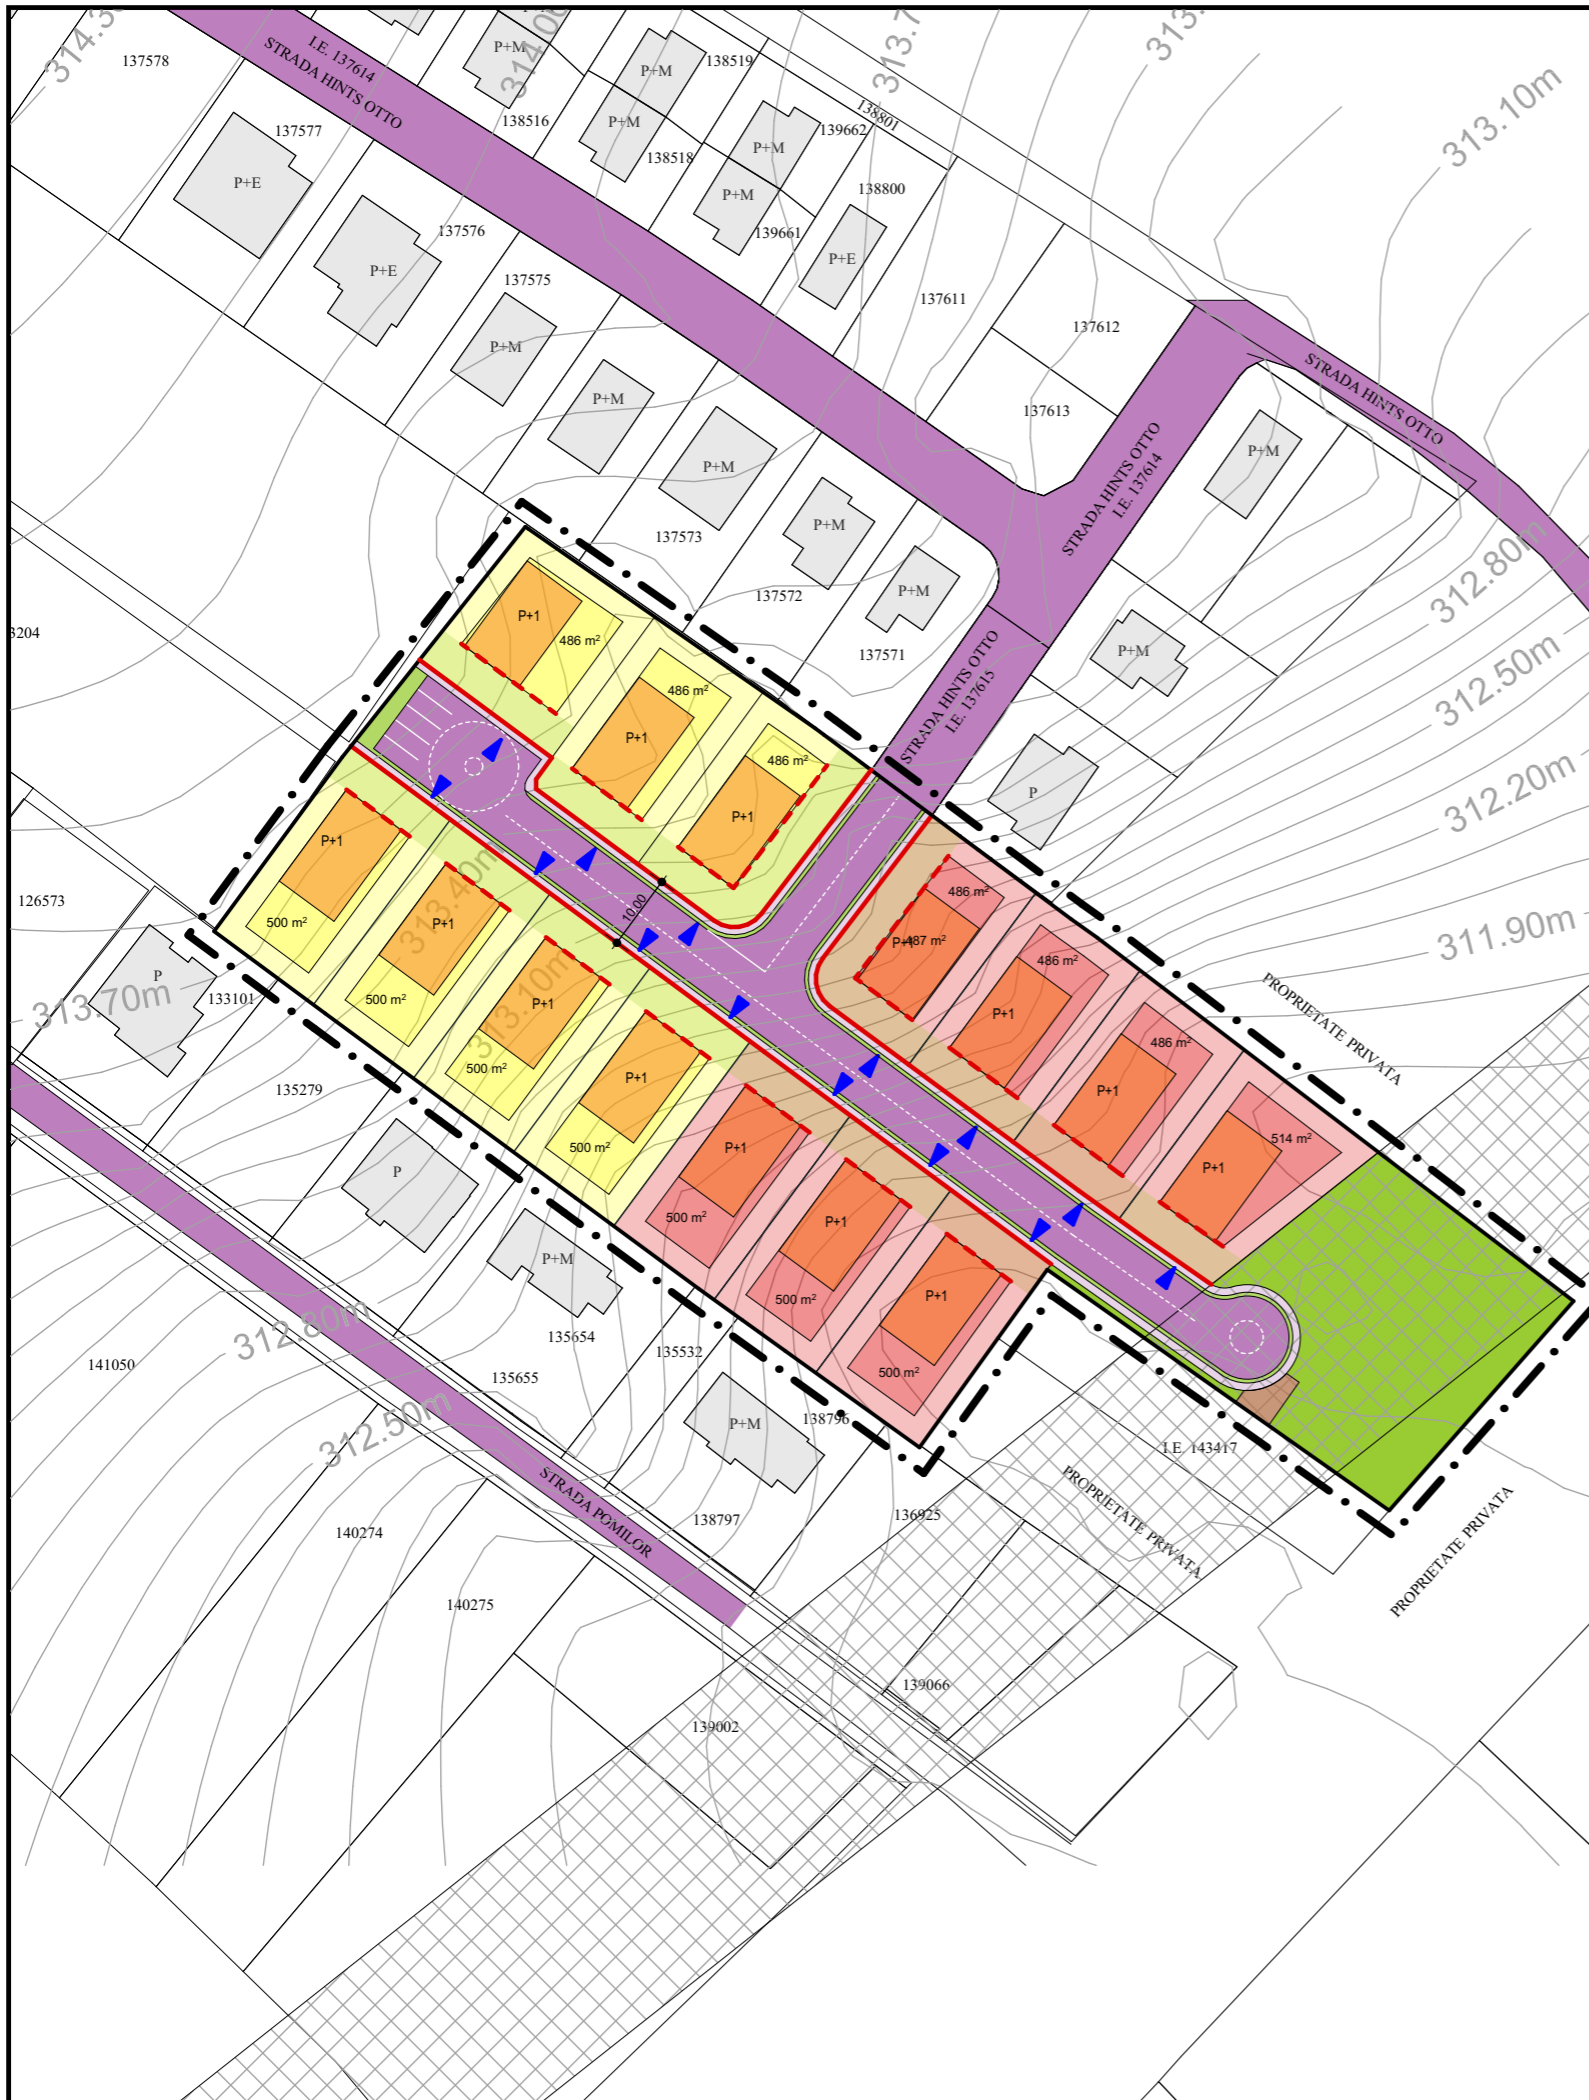 I.E. 137614
STRADA HINTS OTTO
137578
P+M
138519
P+M
138516
P+M
138518
139662
138801
P+M
P+M
139661
138800
P+E
137577
P+E
137576
P+E
137575
P+M
313.10m
137611
137612
137613
STRADA HINTS OTTO
P+M
P+M
STRADA HINTS OTTO
I.E. 137614
P+M
137573
P+M
137572
P+M
137571
312.80m
P+M
STRADA HINTS OTTO
I.E. 137615
312.50m
P
312.20m
311.90m
3204
P+1
486 m²
486 m²
P+1
486 m²
P+1
10.00
P+1
500 m²
313.40m
P+1
500 m²
313.10m
P+1
500 m²
P+1
500 m²
486 m²
P+1
487 m²
486 m²
P+1
486 m²
P+1
514 m²
P+1
P+1
500 m²
P+1
500 m²
P+1
500 m²
PROPRIETATE PRIVATA
126573
P
133101
313.70m
135279
P
P+M
135654
135655
135532
312.80m
141050
312.50m
P+M
138796
I.E. 143417
PROPRIETATE PRIVATA
PROPRIETATE PRIVATA
STRADA POMILOR
138797
136925
140274
140275
139066
139002